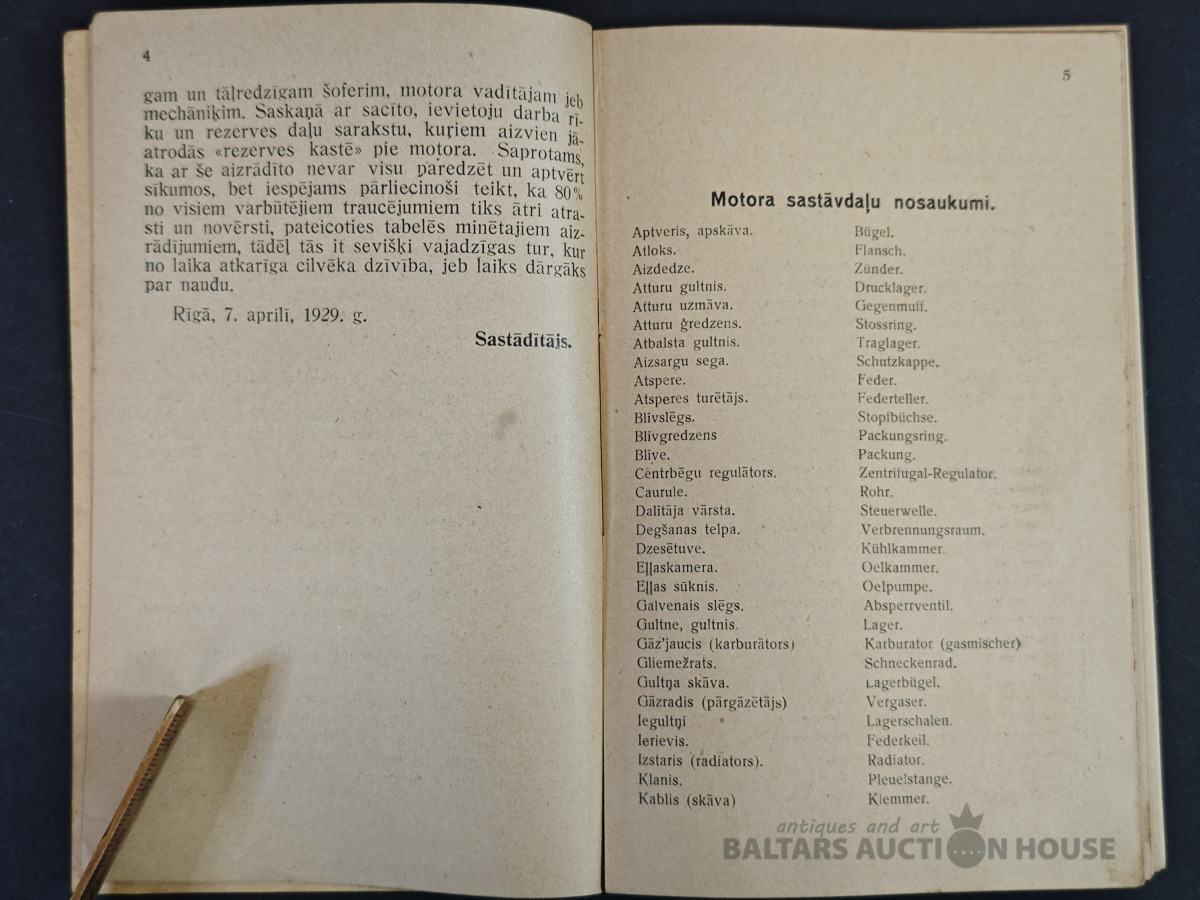 4
gam un tāļredzīgam šoferim, motora vadītājam jeb
mechāniķim. Saskaņā ar sacīto, ievietoju darba rī-
ku un rezerves daļu sarakstu, kuŗiem aizvien jā-
atrodās «rezerves kastē» pie motora. Saprotams,
ka ar še aizrādīto nevar visu paredzēt un aptvērt
sīkumos, bet iespējams pārliecinoši teikt, ka 80%
no visiem varbūtējiem traucējumiem tiks ātri atra-
sti un novērsti, pateicoties tabelēs minētajiem aiz-
rādījumiem, tādēļ tās it sevišķi vajadzīgas tur, kur
no laika atkarīga cilvēka dzīvība, jeb laiks dārgāks
par naudu.
Rīgā, 7. aprilī, 1929. g.
Sastādītājs.
5
Motora sastāvdaļu nosaukumi.
Aptveris, apskāva. Bügel.
Atloks. Flansch.
Aizdedze. Zünder.
Atturu gultnis. Drucklager.
Atturu uzmāva. Gegenmuff.
Atturu ģredzens. Stossring.
Atbalsta gultnis. Traglager.
Aizsargu sega. Schutzkappe.
Atspere. Feder.
Atsperes turētājs. Federteller.
Blīvslēgs. Stopfbüchse.
Blīvgredzens Packungsring.
Blīve. Packung.
Centrbēgu regulātors. Zentrifugal-Regulator.
Caurule. Rohr.
Dalītāja vārsta. Steuerwelle.
Degšanas telpa. Verbrennungsraum.
Dzesētuve. Kühlkammer.
Eļļaskamera. Oelkammer.
Eļļas sūknis. Oelpumpe.
Galvenais slēgs. Absperrventil.
Gultne, gultnis. Lager.
Gāz'jaucis (karburātors) Karburator (gasmischer)
Gliemežrats. Schneckenrad.
Gultņa skāva. Lagerbügel.
Gāzradis (pārgāzētājs) Vergaser.
Iegultņi Lagerschalen.
Ierievis. Federkeil.
Izstaris (radiators). Radiator.
Klanis. Pleuelstange.
Kablis (skāva) Klemmer.
antiques and art
BALTARS AUCTION HOUSE